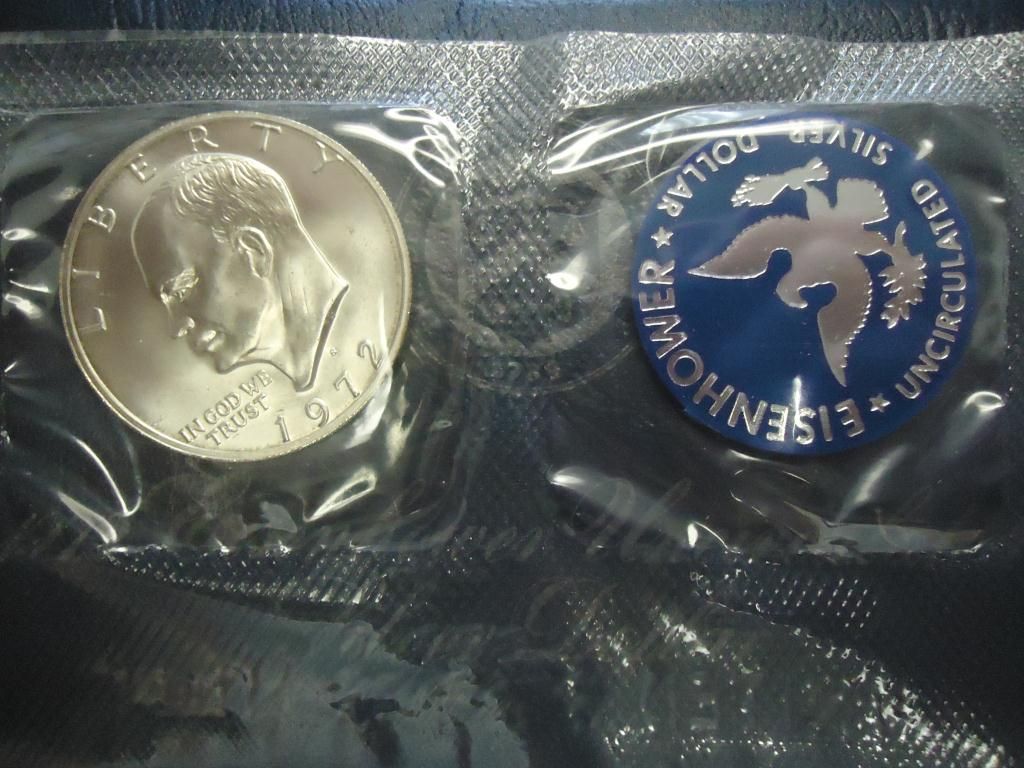 LIBERTY
IN GOD WE
TRUST
S
1972
EISENHOWER
★ UNCIRCULATED
SILVER DOLLAR ★